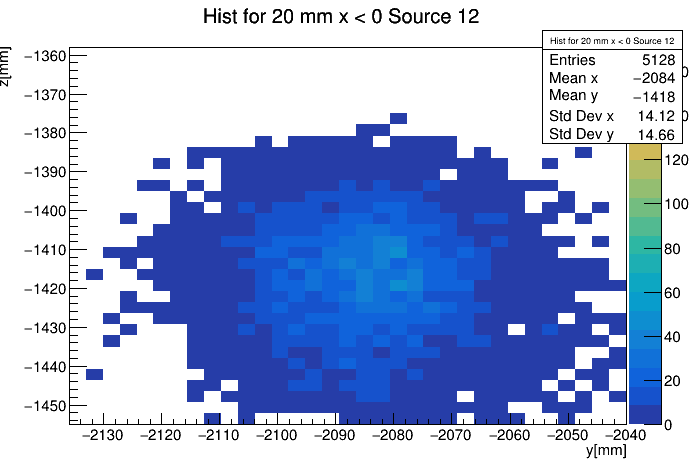 Hist for 20 mm x < 0 Source 12
z[mm]
Hist for 20 mm x < 0 Source 12
Entries 5128
Mean x −2084
Mean y −1418
Std Dev x 14.12
Std Dev y 14.66
−1360
−1370
−1380
−1390
−1400
−1410
−1420
−1430
−1440
−1450
120
100
80
60
40
20
0
−2130 −2120 −2110 −2100 −2090 −2080 −2070 −2060 −2050 −2040
y[mm]